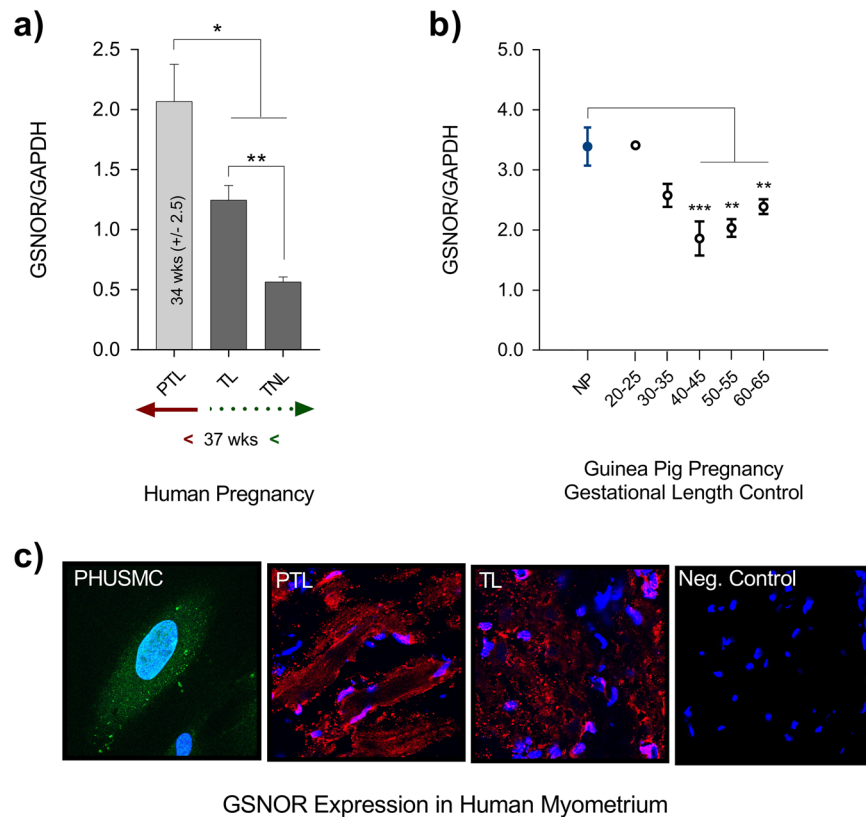 a)
*
**
2.5
2.0
1.5
1.0
0.5
0.0
GSNOR/GAPDH
34 wks (+/- 2.5)
PTL
TL
TNL
< 37 wks <
Human Pregnancy
b)
5.0
4.0
3.0
2.0
1.0
0.0
GSNOR/GAPDH
***
**
**
NP
20-25
30-35
40-45
50-55
60-65
Guinea Pig Pregnancy
Gestational Length Control
c)
PHUSMC
PTL
TL
Neg. Control
GSNOR Expression in Human Myometrium